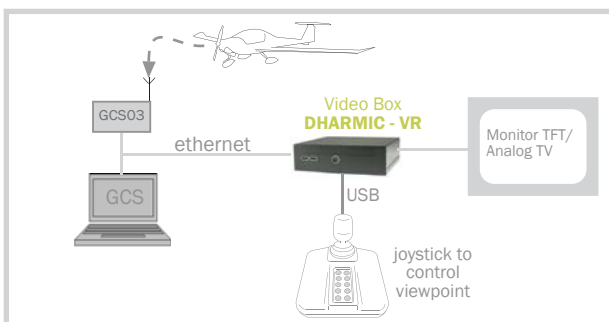 GCS03
ethernet
GCS
Video Box
DHARMIC - VR
Monitor TFT/
Analog TV
USB
joystick to
control
viewpoint